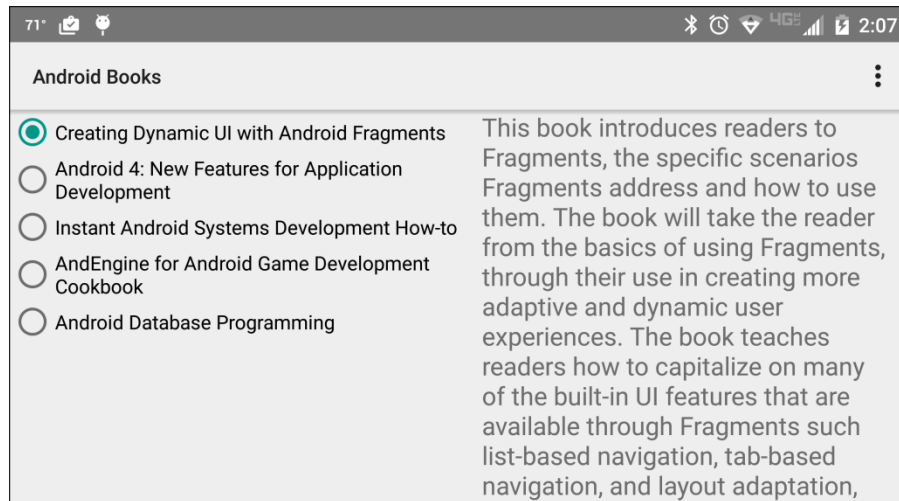 71°
4G LTE
2:07
Android Books
Creating Dynamic UI with Android Fragments
Android 4: New Features for Application
Development
Instant Android Systems Development How-to
AndEngine for Android Game Development
Cookbook
Android Database Programming
This book introduces readers to
Fragments, the specific scenarios
Fragments address and how to use
them. The book will take the reader
from the basics of using Fragments,
through their use in creating more
adaptive and dynamic user
experiences. The book teaches
readers how to capitalize on many
of the built-in UI features that are
available through Fragments such
list-based navigation, tab-based
navigation, and layout adaptation,